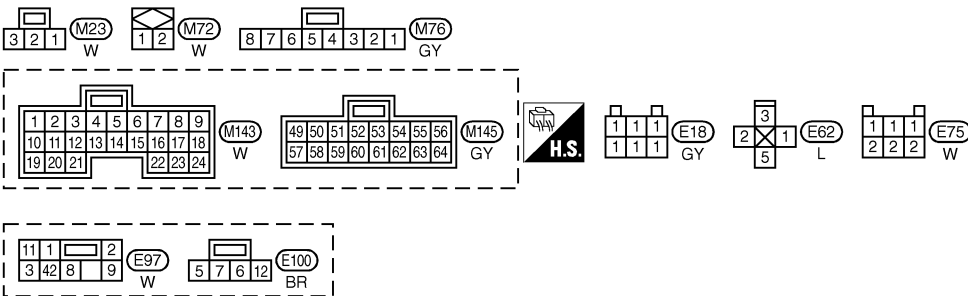 3 2 1 M23 W
1 2 M72 W
8 7 6 5 4 3 2 1 M76 GY
1 2 3 4 5 6 7 8 9
10 11 12 13 14 15 16 17 18
19 20 21 22 23 24
M143
W
49 50 51 52 53 54 55 56
57 58 59 60 61 62 63 64
M145
GY
H.S.
1 1 1
1 1 1
E18
GY
3
2 1
5
E62
L
1 1 1
2 2 2
E75
W
11 1 2
3 42 8 9
E97
W
5 7 6 12
E100
BR